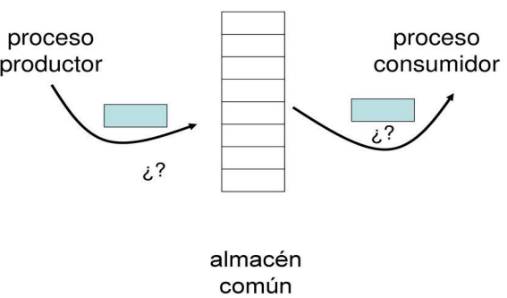 proceso
productor
proceso
consumidor
¿?
¿?
almacén
común